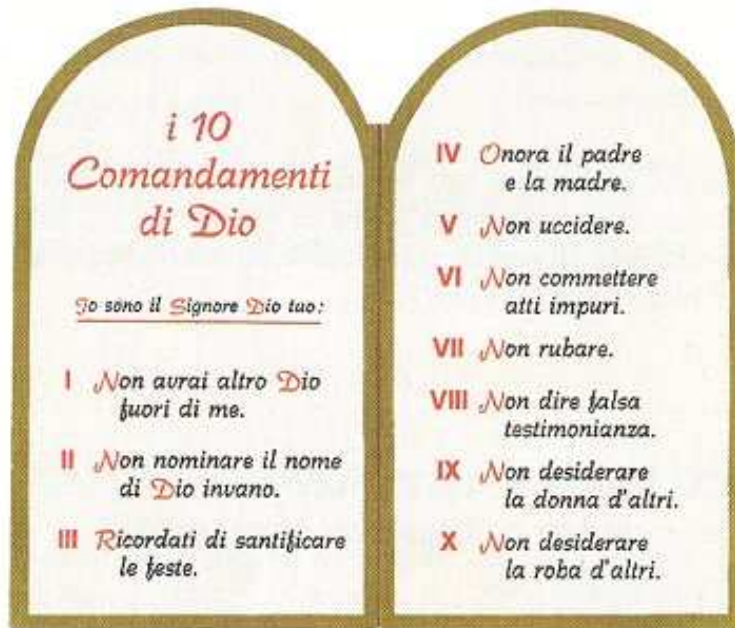 i 10
Comandamenti
di Dio
Io sono il Signore Dio tuo:
I Non avrai altro Dio
fuori di me.
II Non nominare il nome
di Dio invano.
III Ricordati di santificare
le feste.
IV Onora il padre
e la madre.
V Non uccidere.
VI Non commettere
atti impuri.
VII Non rubare.
VIII Non dire falsa
testimonianza.
IX Non desiderare
la donna d'altri.
X Non desiderare
la roba d'altri.